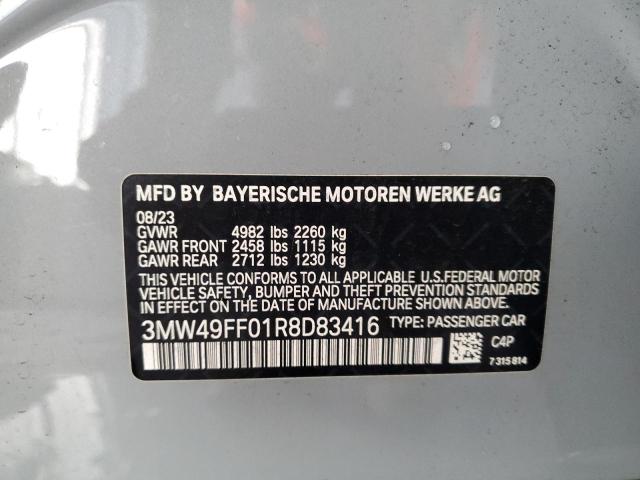 MFD BY BAYERISCHE MOTOREN WERKE AG
08/23
GVWR 4982 lbs 2260 kg
GAWR FRONT 2458 lbs 1115 kg
GAWR REAR 2712 lbs 1230 kg
THIS VEHICLE CONFORMS TO ALL APPLICABLE U.S.FEDERAL MOTOR
VEHICLE SAFETY, BUMPER AND THEFT PREVENTION STANDARDS
IN EFFECT ON THE DATE OF MANUFACTURE SHOWN ABOVE.
3MW49FF01R8D83416 TYPE: PASSENGER CAR
C4P
7315814